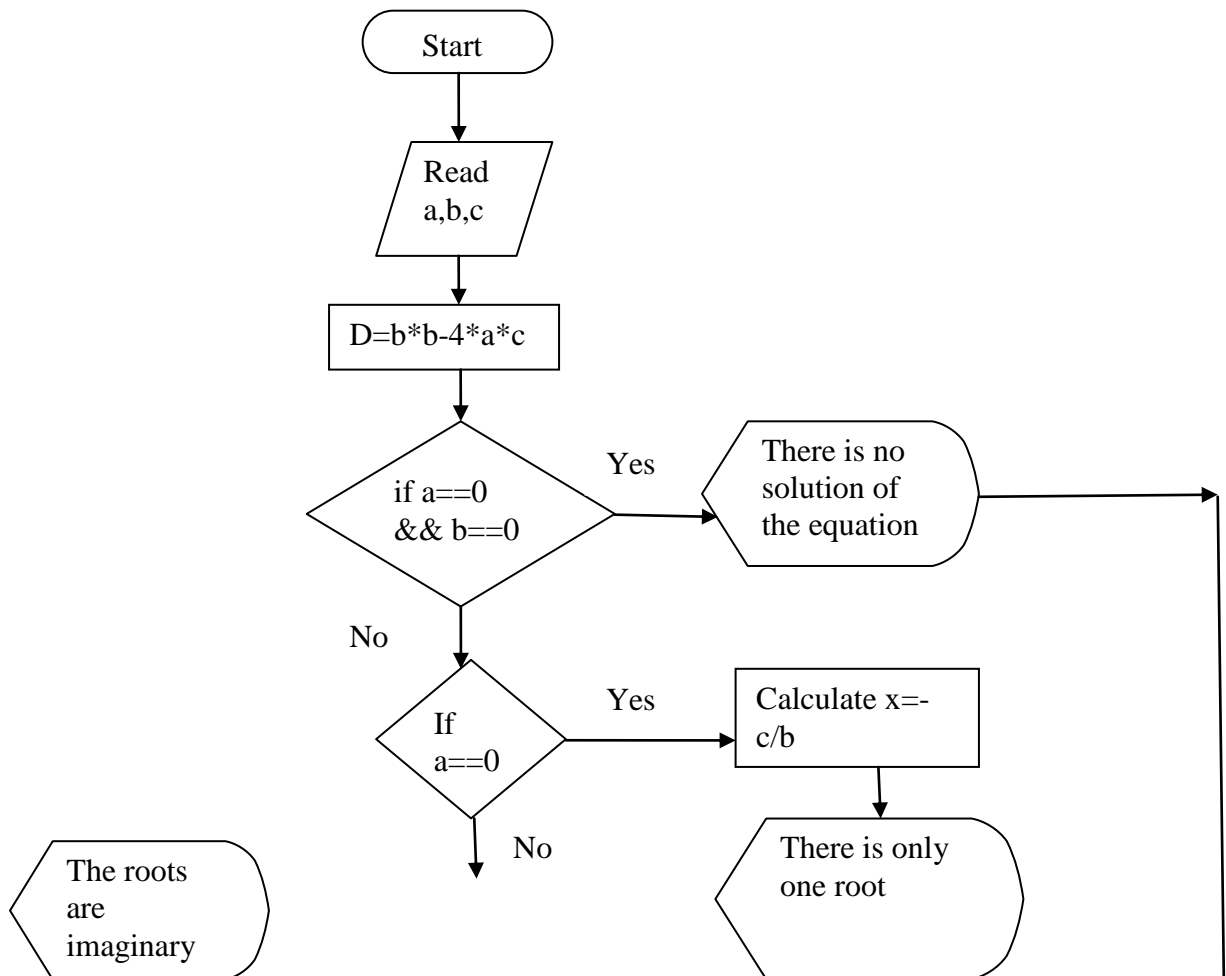 Start
Read
a,b,c
D=b*b-4*a*c
if a==0
&& b==0
Yes
There is no
solution of
the equation
No
If
a==0
Yes
Calculate x=-
c/b
No
There is only
one root
The roots
are
imaginary